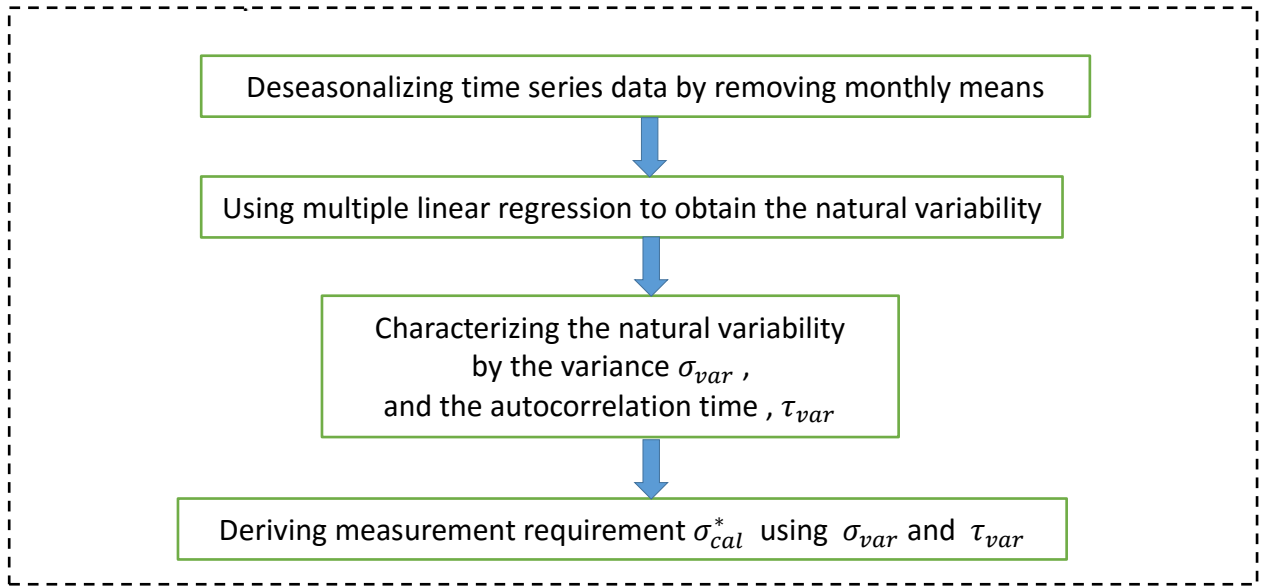 Deseasonalizing time series data by removing monthly means
Using multiple linear regression to obtain the natural variability
Characterizing the natural variability
by the variance σ_var ,
and the autocorrelation time , τ_var
Deriving measurement requirement σ*_cal using σ_var and τ_var